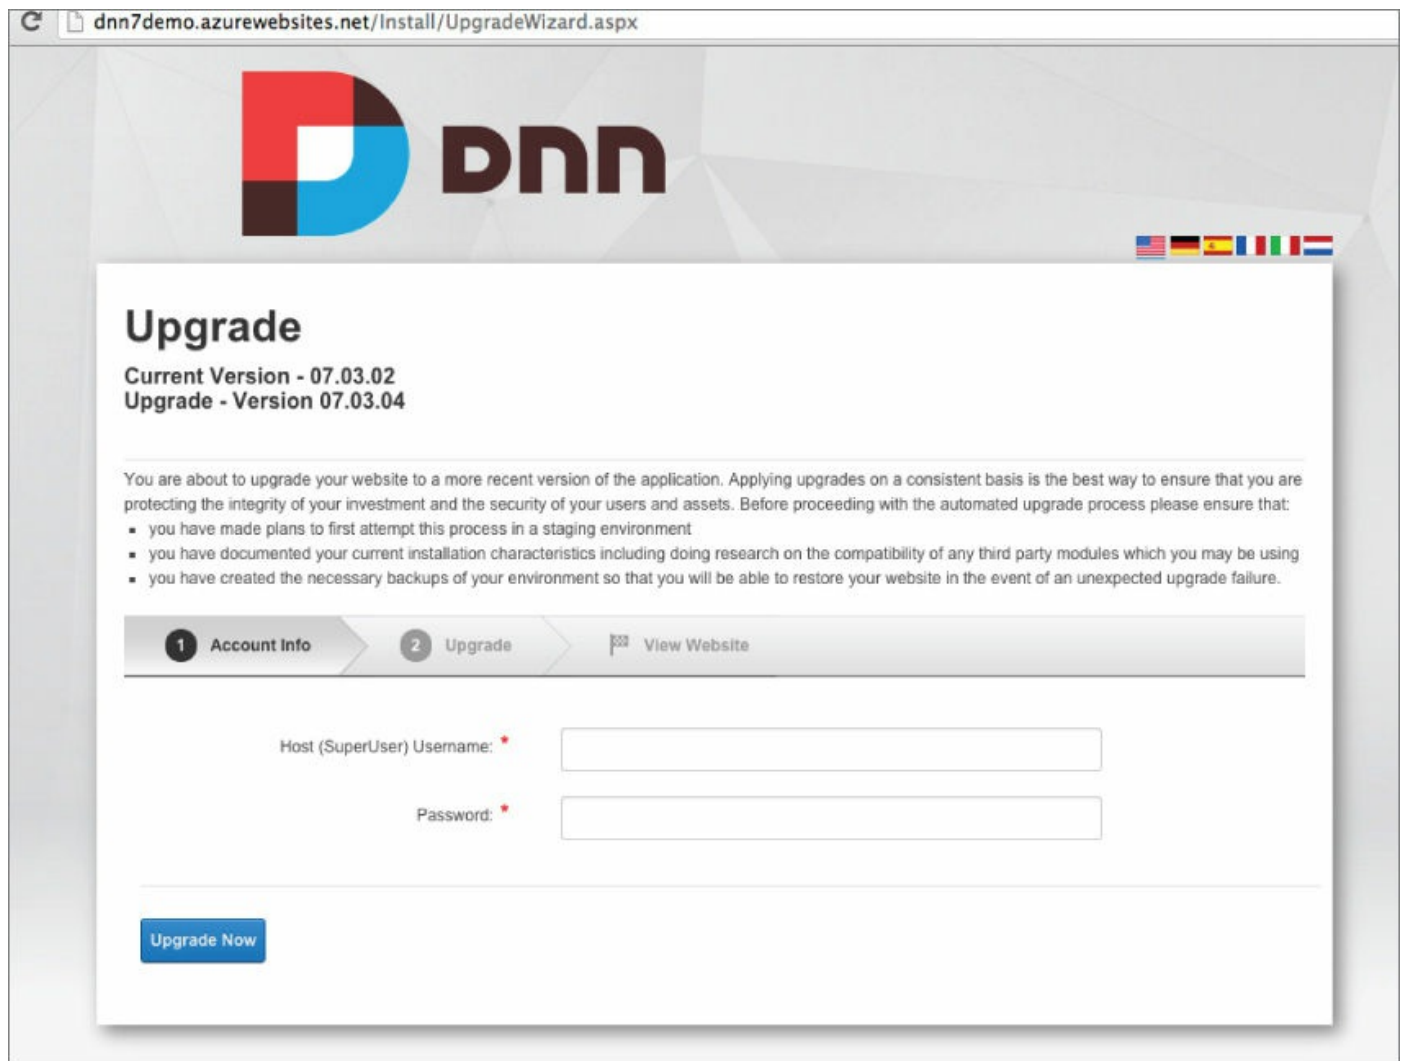 dnn7demo.azurewebsites.net/Install/UpgradeWizard.aspx
DNN
Upgrade
Current Version - 07.03.02
Upgrade - Version 07.03.04
You are about to upgrade your website to a more recent version of the application. Applying upgrades on a consistent basis is the best way to ensure that you are
protecting the integrity of your investment and the security of your users and assets. Before proceeding with the automated upgrade process please ensure that:
▪ you have made plans to first attempt this process in a staging environment
▪ you have documented your current installation characteristics including doing research on the compatibility of any third party modules which you may be using
▪ you have created the necessary backups of your environment so that you will be able to restore your website in the event of an unexpected upgrade failure.
1 Account Info 2 Upgrade View Website
Host (SuperUser) Username: *
Password: *
Upgrade Now